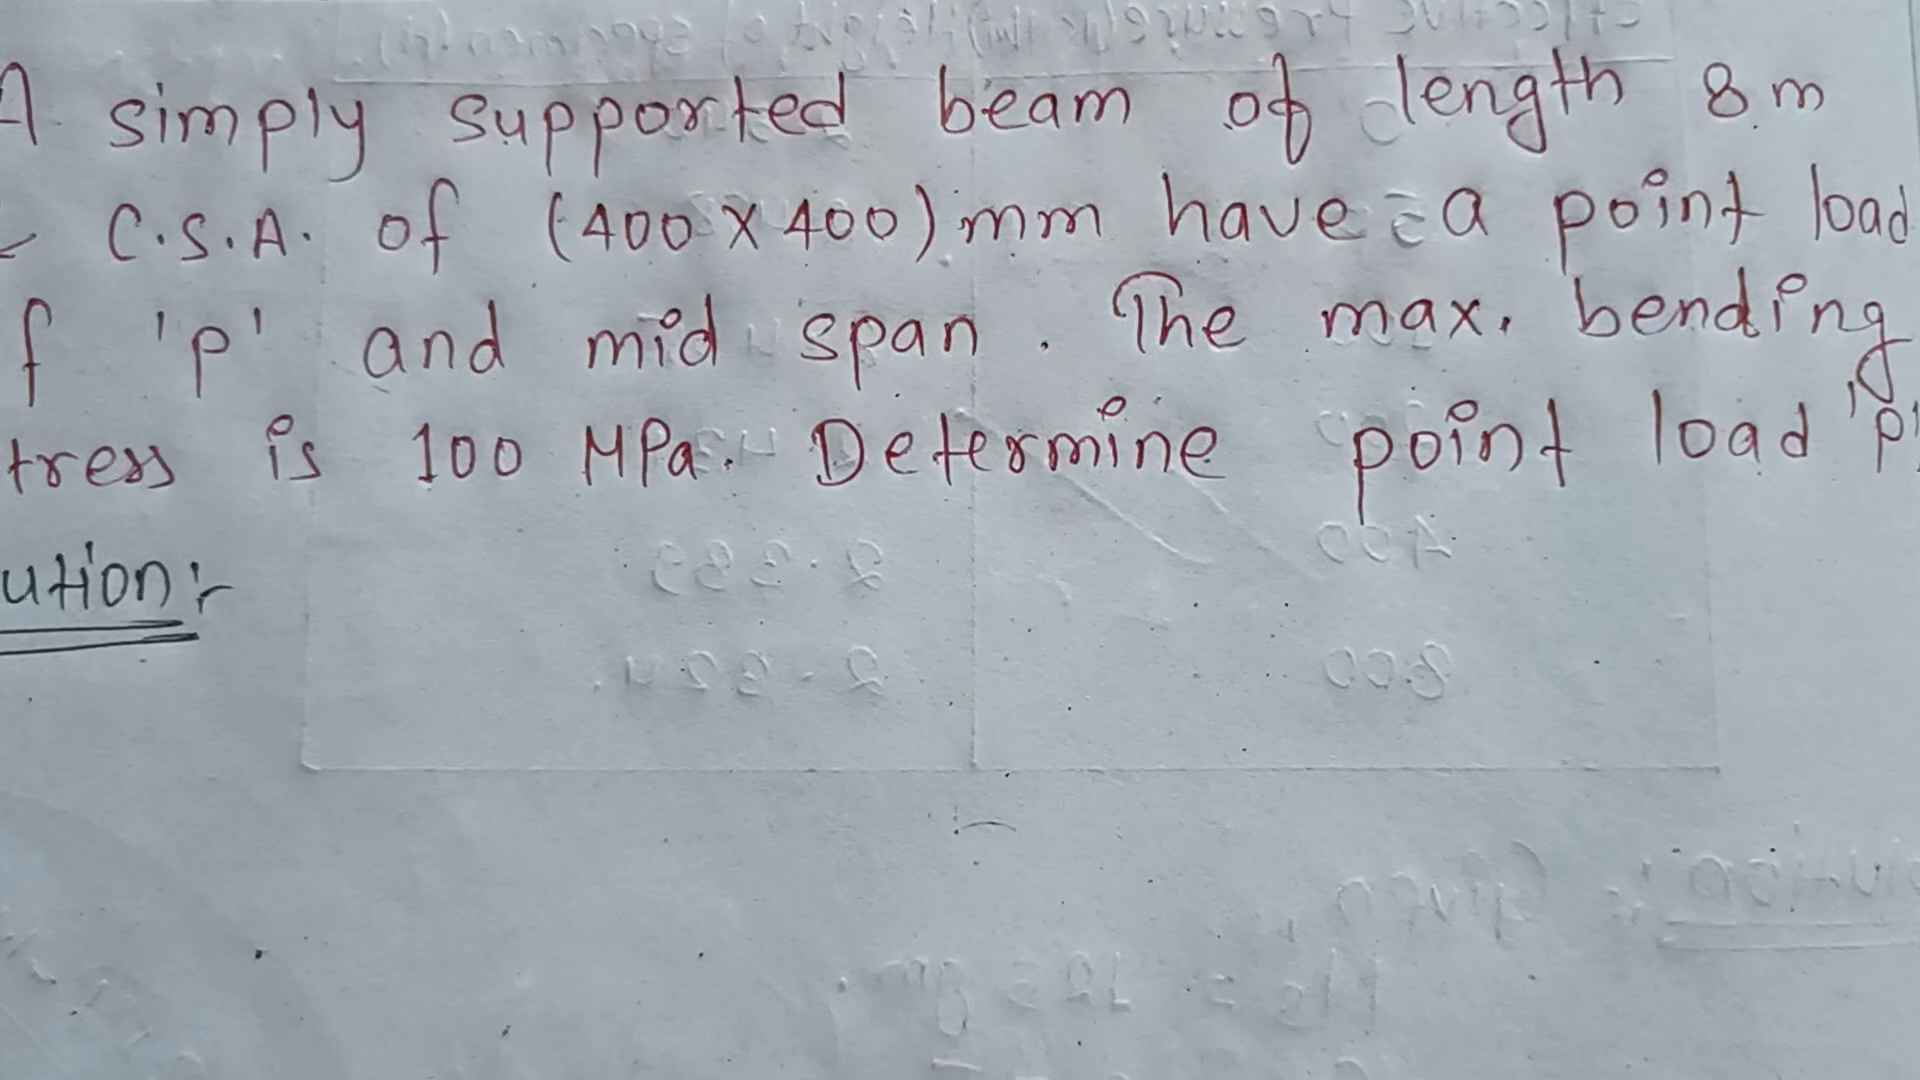 A simply supported beam of length 8m
C.S.A. of (400 x 400) mm have a point load
f 'p' and mid span. The max. bending
tress is 100 MPa. Determine point load 'p'
ution:-